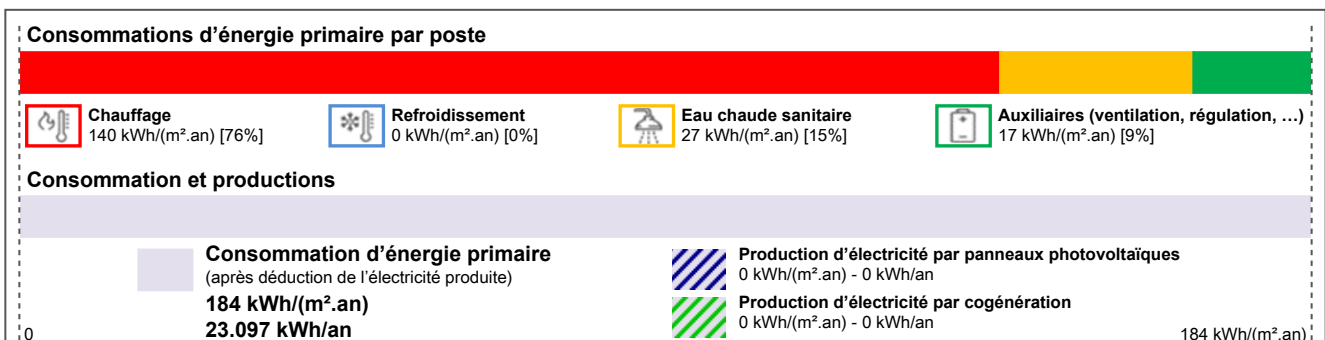 Consommations d’énergie primaire par poste
Chauffage
140 kWh/(m².an) [76%]
Refroidissement
0 kWh/(m².an) [0%]
Eau chaude sanitaire
27 kWh/(m².an) [15%]
Auxiliaires (ventilation, régulation, …)
17 kWh/(m².an) [9%]
Consommation et productions
Consommation d’énergie primaire
(après déduction de l’électricité produite)
184 kWh/(m².an)
23.097 kWh/an
Production d’électricité par panneaux photovoltaïques
0 kWh/(m².an) - 0 kWh/an
Production d’électricité par cogénération
0 kWh/(m².an) - 0 kWh/an
0
184 kWh/(m².an)